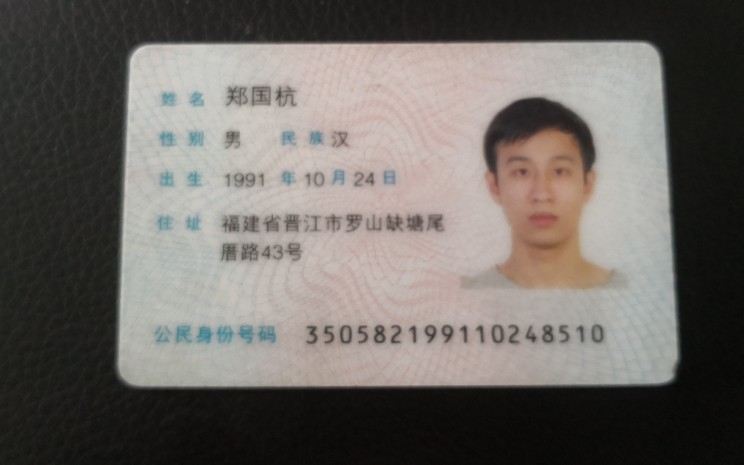 姓名 郑国杭
性别 男 民族 汉
出生 1991 年 10 月 24 日
住址 福建省晋江市罗山缺塘尾
厝路43号
公民身份号码 350582199110248510